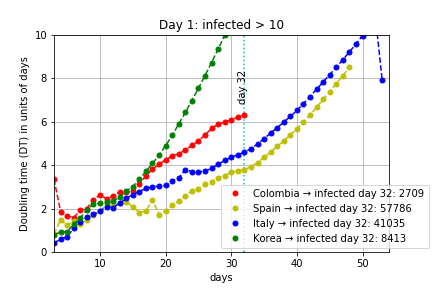 Day 1: infected > 10
Doubling time (DT) in units of days
10
8
6
4
2
0
day 32
Colombia → infected day 32: 2709
Spain → infected day 32: 57786
Italy → infected day 32: 41035
Korea → infected day 32: 8413
10 20 30 40 50
days